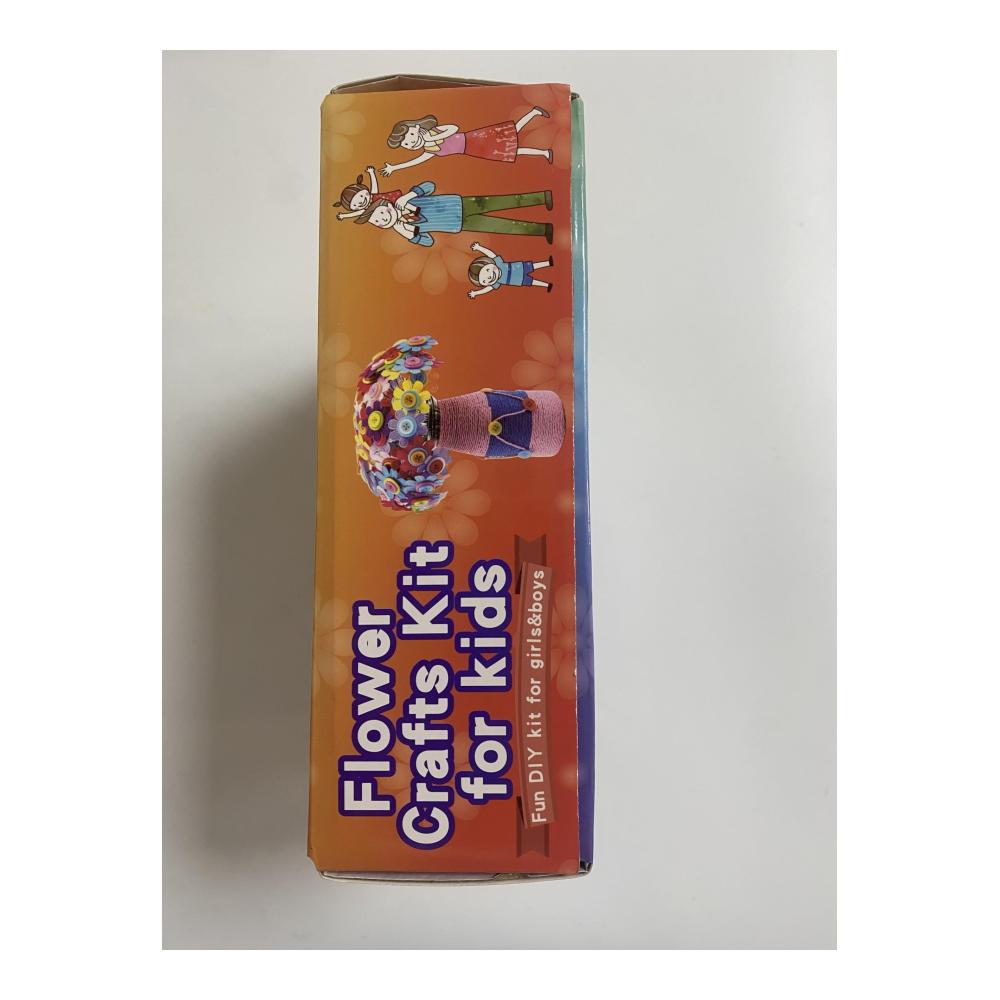 Flower
Crafts Kit
for kids
Fun DIY kit for girls&boys